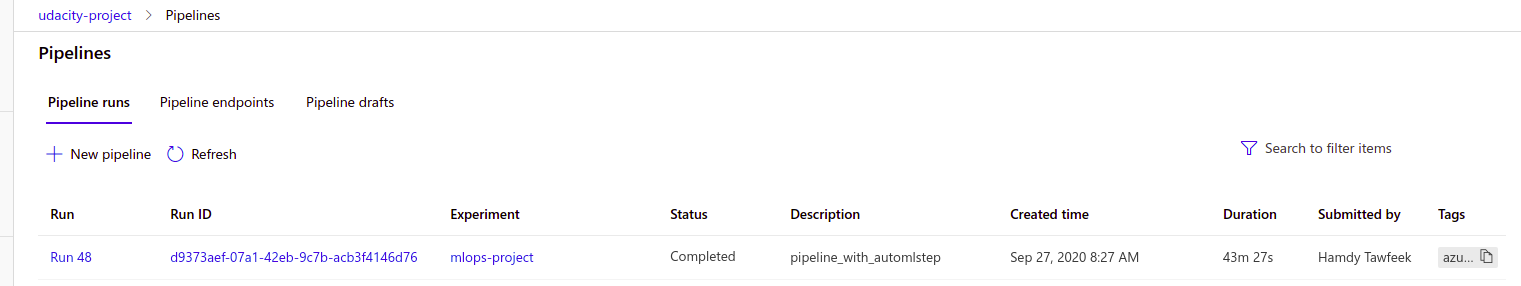 udacity-project > Pipelines
Pipelines
Pipeline runs Pipeline endpoints Pipeline drafts
New pipeline Refresh Search to filter items
Run Run ID Experiment Status Description Created time Duration Submitted by Tags
Run 48 d9373aef-07a1-42eb-9c7b-acb3f4146d76 mlops-project Completed pipeline_with_automlstep Sep 27, 2020 8:27 AM 43m 27s Hamdy Tawfeek azu...